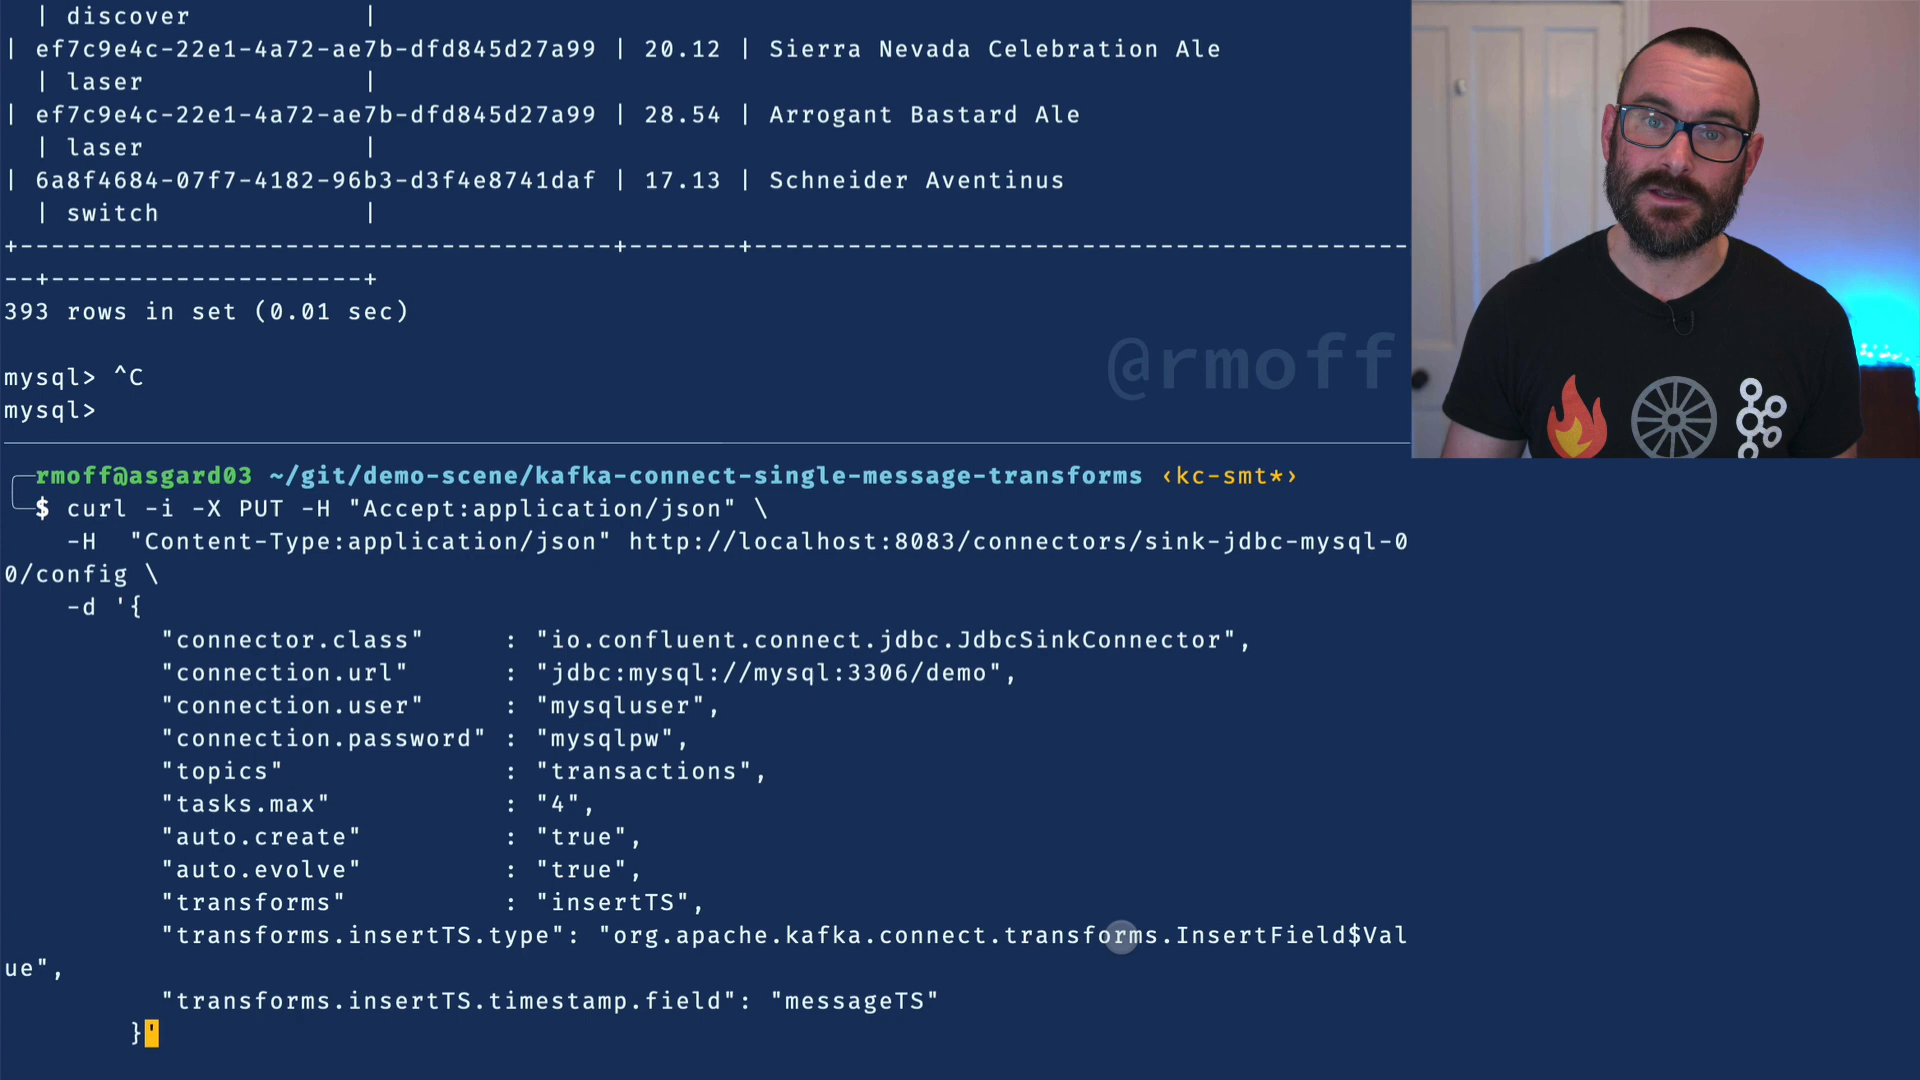 | discover            |
| ef7c9e4c-22e1-4a72-ae7b-dfd845d27a99 | 20.12 | Sierra Nevada Celebration Ale
| laser               |
| ef7c9e4c-22e1-4a72-ae7b-dfd845d27a99 | 28.54 | Arrogant Bastard Ale
| laser               |
| 6a8f4684-07f7-4182-96b3-d3f4e8741daf | 17.13 | Schneider Aventinus
| switch              |
+--------------------------------------+-------+------------------------------------------
--+--------------------+
393 rows in set (0.01 sec)
mysql> ^C
mysql>
@rmoff
rmoff@asgard03 ~/git/demo-scene/kafka-connect-single-message-transforms ‹kc-smt*›
$ curl -i -X PUT -H "Accept:application/json" \
-H  "Content-Type:application/json" http://localhost:8083/connectors/sink-jdbc-mysql-0
0/config \
-d '{
"connector.class"     : "io.confluent.connect.jdbc.JdbcSinkConnector",
"connection.url"      : "jdbc:mysql://mysql:3306/demo",
"connection.user"     : "mysqluser",
"connection.password" : "mysqlpw",
"topics"              : "transactions",
"tasks.max"           : "4",
"auto.create"         : "true",
"auto.evolve"         : "true",
"transforms"          : "insertTS",
"transforms.insertTS.type": "org.apache.kafka.connect.transforms.InsertField$Val
ue",
"transforms.insertTS.timestamp.field": "messageTS"
}'